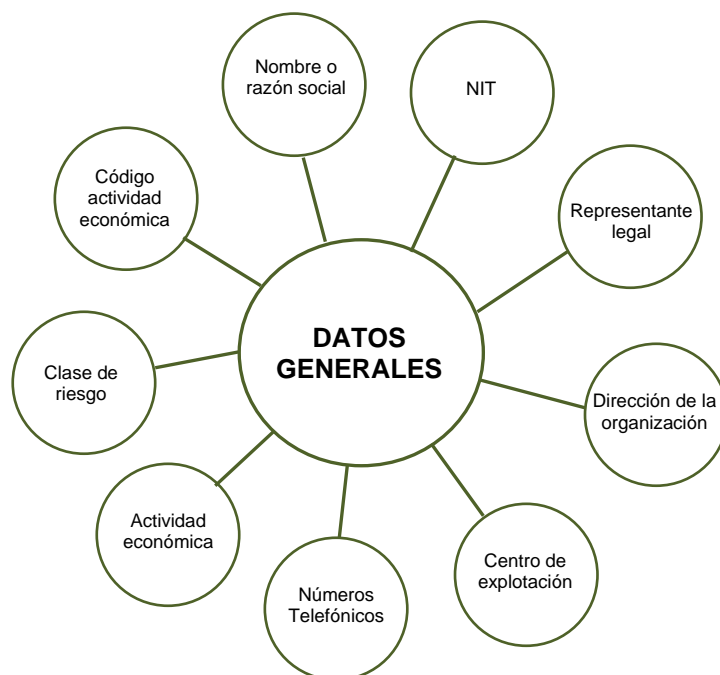 Nombre o
razón social
NIT
Código
actividad
económica
Representante
legal
DATOS
GENERALES
Clase de
riesgo
Dirección de la
organización
Actividad
económica
Centro de
explotación
Números
Telefónicos